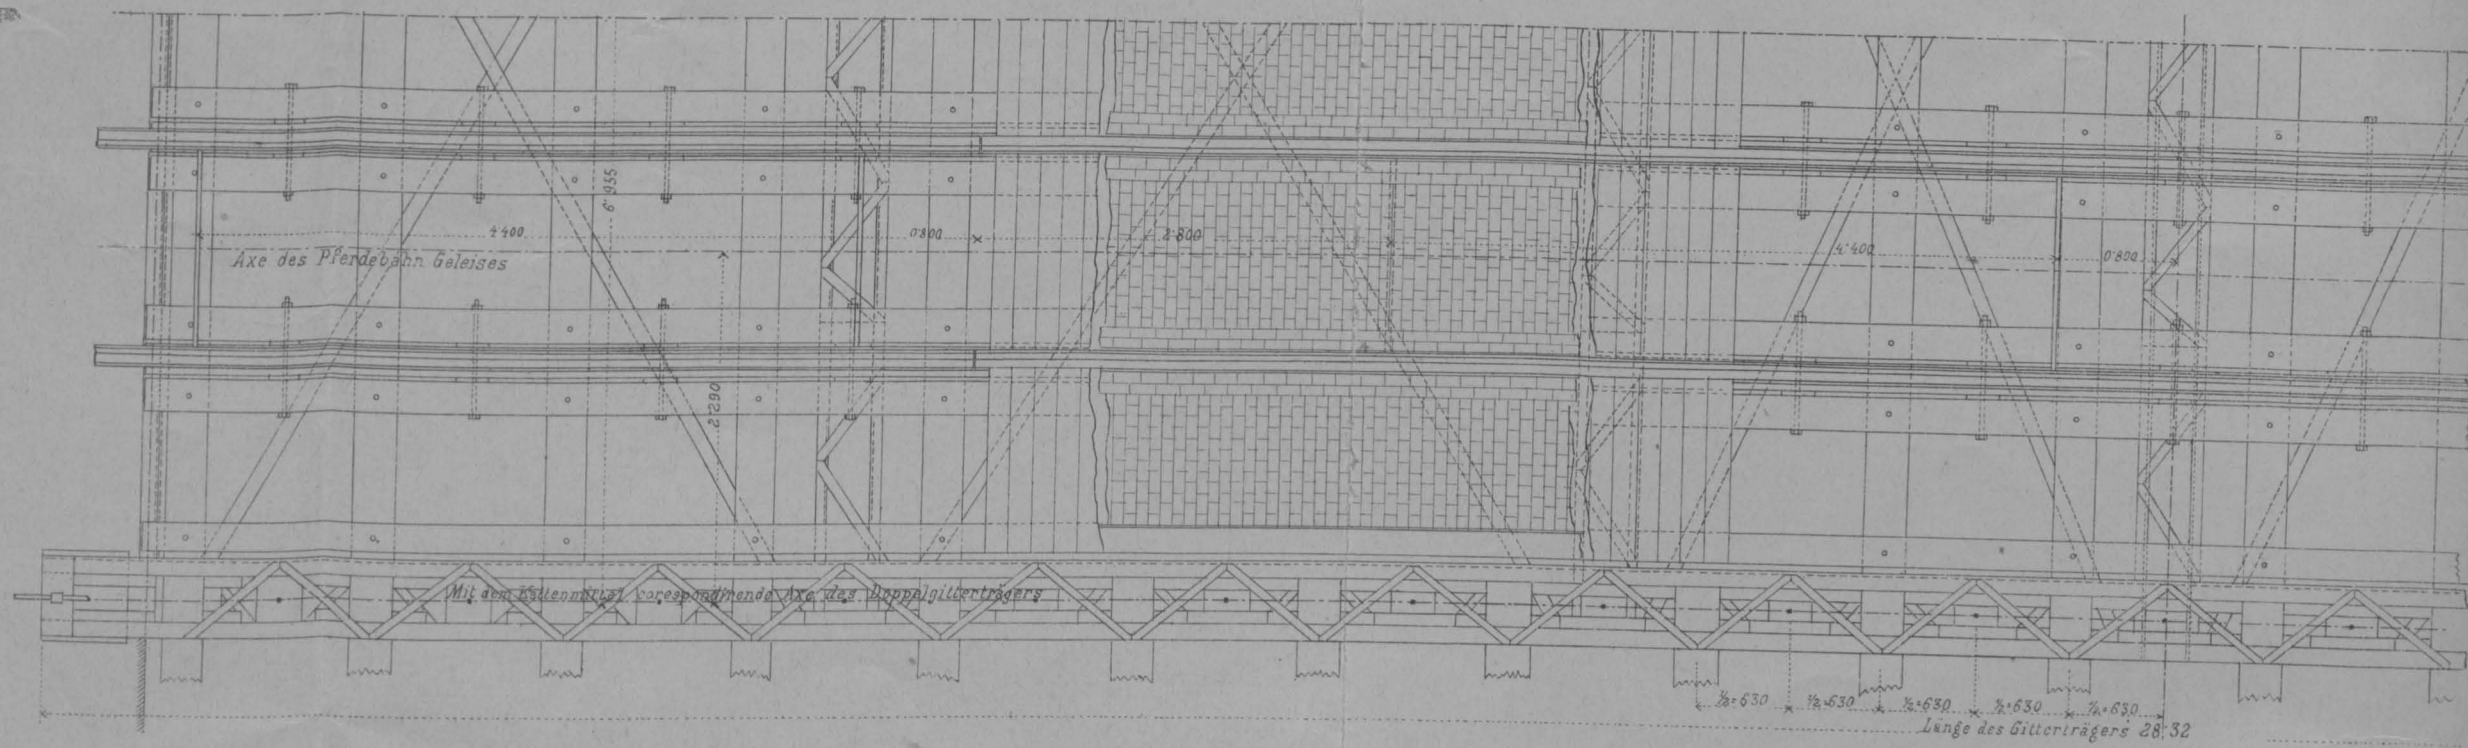 6·935
4·400
0·800
2·800
4·400
0·800
Axe des Pferdebahn Geleises
2·290
Mit dem Kettenmittel corespondirende Axe des Doppelgitterträgers
½=630 ½=630 ½=630 ½=630 ½=630
Länge des Gitterträgers 28·32